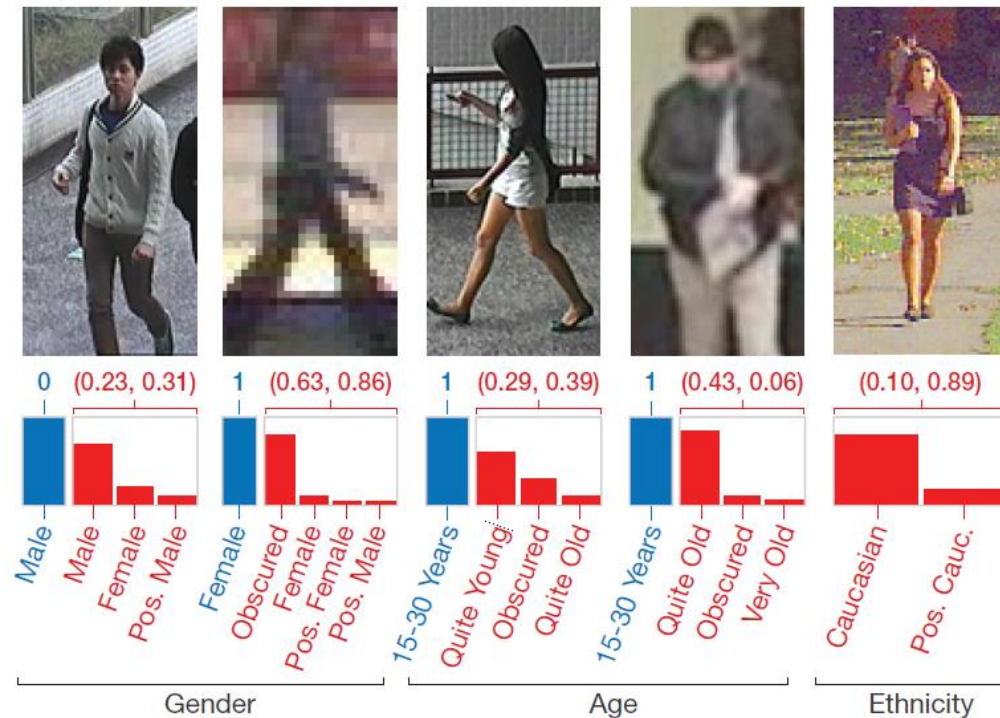 0 (0.23, 0.31) 1 (0.63, 0.86) 1 (0.29, 0.39) 1 (0.43, 0.06) (0.10, 0.89)
Male Male Female Pos. Male Female Obscured Female Pos. Female Pos. Male 15-30 Years Quite Young Obscured Quite Old 15-30 Years Quite Old Obscured Very Old Caucasian Pos. Cauc.
Gender Age Ethnicity